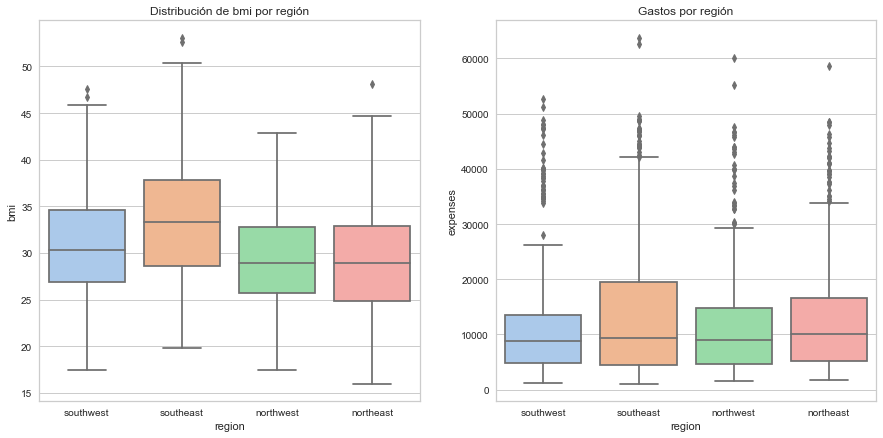 Distribución de bmi por región
50
45
40
35
30
25
20
15
bmi
southwest southeast northwest northeast
region
Gastos por región
60000
50000
40000
30000
20000
10000
0
expenses
southwest southeast northwest northeast
region